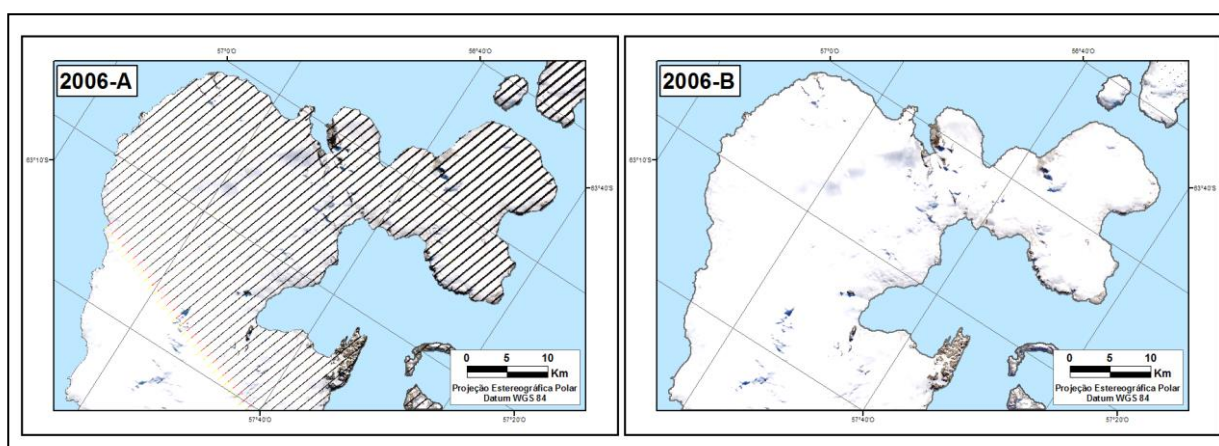 57°0'O 56°40'O
2006-A
63°10'S
63°40'S
0 5 10
Km
Projeção Estereográfica Polar
Datum WGS 84
57°40'O 57°20'O
57°0'O 56°40'O
2006-B
63°10'S
63°40'S
0 5 10
Km
Projeção Estereográfica Polar
Datum WGS 84
57°40'O 57°20'O